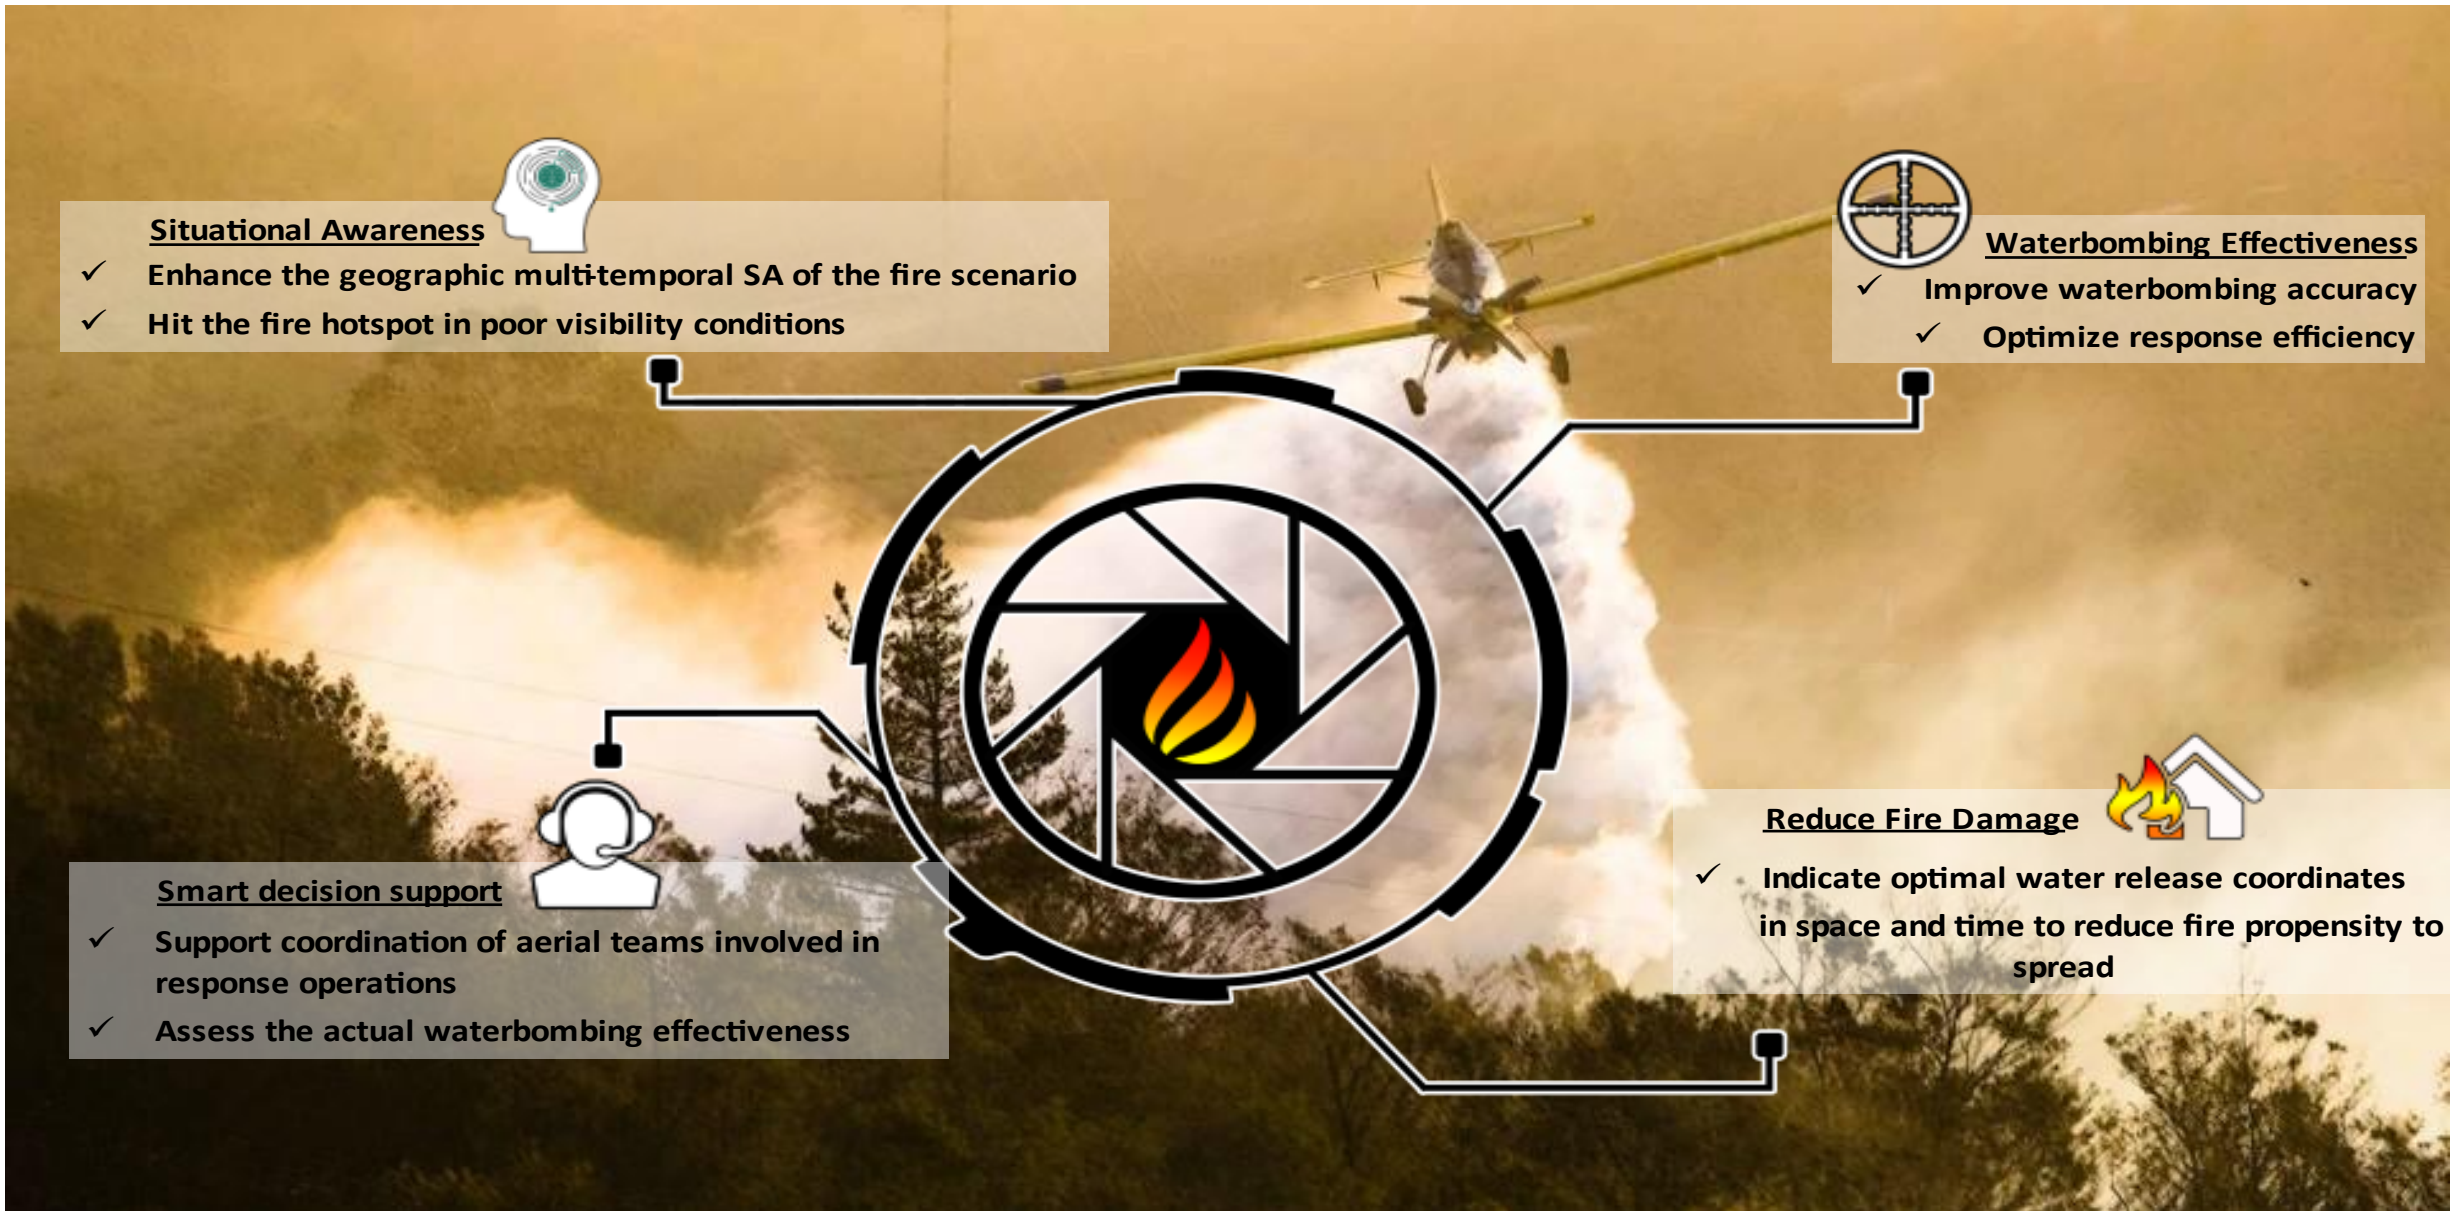 Situational Awareness
✓ Enhance the geographic multi-temporal SA of the fire scenario
✓ Hit the fire hotspot in poor visibility conditions
Waterbombing Effectiveness
✓ Improve waterbombing accuracy
✓ Optimize response efficiency
Smart decision support
✓ Support coordination of aerial teams involved in
response operations
✓ Assess the actual waterbombing effectiveness
Reduce Fire Damage
✓ Indicate optimal water release coordinates
in space and time to reduce fire propensity to
spread